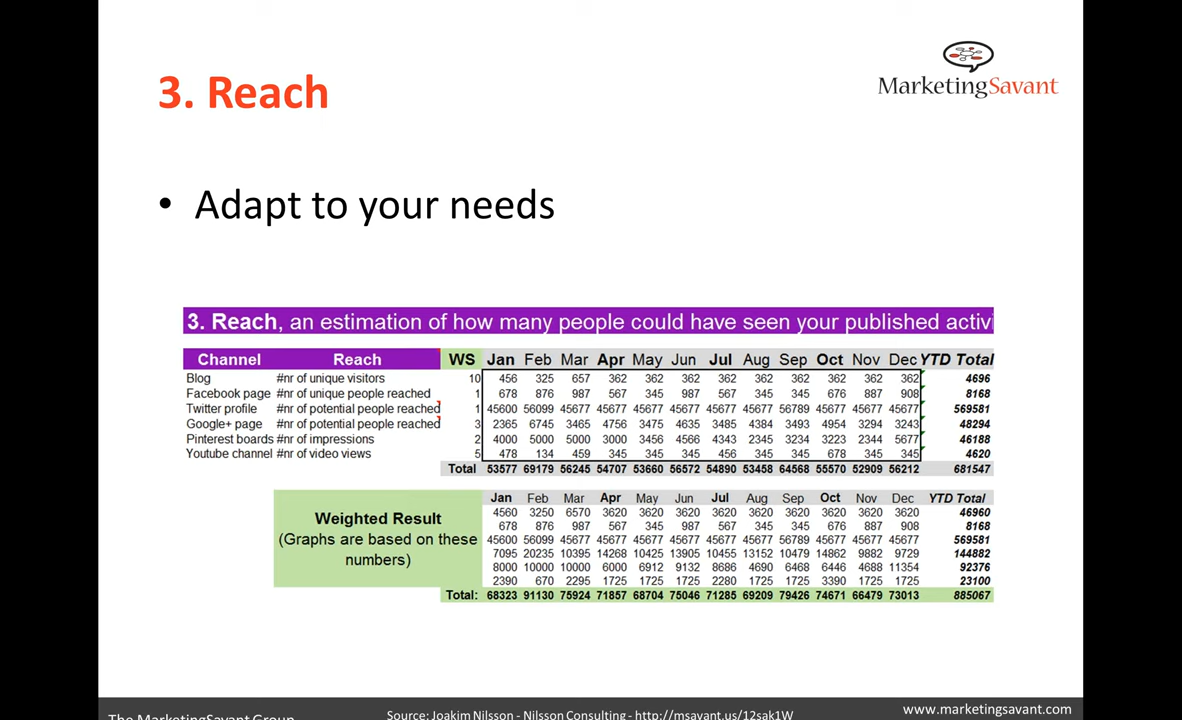 MarketingSavant
3. Reach
• Adapt to your needs
3. Reach, an estimation of how many people could have seen your published activi
Channel Reach WS Jan Feb Mar Apr May Jun Jul Aug Sep Oct Nov Dec YTD Total
Blog #nr of unique visitors 10 456 325 657 362 362 362 362 362 362 362 362 362 4696
Facebook page #nr of unique people reached 1 678 876 987 567 345 987 567 345 345 676 887 908 8168
Twitter profile #nr of potential people reached 1 45600 56099 45677 45677 45677 45677 45677 45677 56789 45677 45677 45677 569581
Google+ page #nr of potential people reached 3 2365 6745 3465 4756 3475 4635 3485 4384 3493 4954 3294 3243 48294
Pinterest boards #nr of impressions 2 4000 5000 5000 3000 3456 4566 4343 2345 3234 3223 2344 5677 46188
Youtube channel #nr of video views 5 478 134 459 345 345 345 456 345 345 678 345 345 4620
Total 53577 69179 56245 54707 53660 56572 54890 53458 64568 55570 52909 56212 681547
Jan Feb Mar Apr May Jun Jul Aug Sep Oct Nov Dec YTD Total
4560 3250 6570 3620 3620 3620 3620 3620 3620 3620 3620 3620 46960
Weighted Result 678 876 987 567 345 987 567 345 345 676 887 908 8168
(Graphs are based on these 45600 56099 45677 45677 45677 45677 45677 45677 56789 45677 45677 45677 569581
numbers) 7095 20235 10395 14268 10425 13905 10455 13152 10479 14862 9882 9729 144882
8000 10000 10000 6000 6912 9132 8686 4690 6468 6446 4688 11354 92376
2390 670 2295 1725 1725 1725 2280 1725 1725 3390 1725 1725 23100
Total: 68323 91130 75924 71857 68704 75046 71285 69209 79426 74671 66479 73013 885067
The MarketingSavant Group
Source: Joakim Nilsson - Nilsson Consulting - http://msavant.us/12sak1W
www.marketingsavant.com